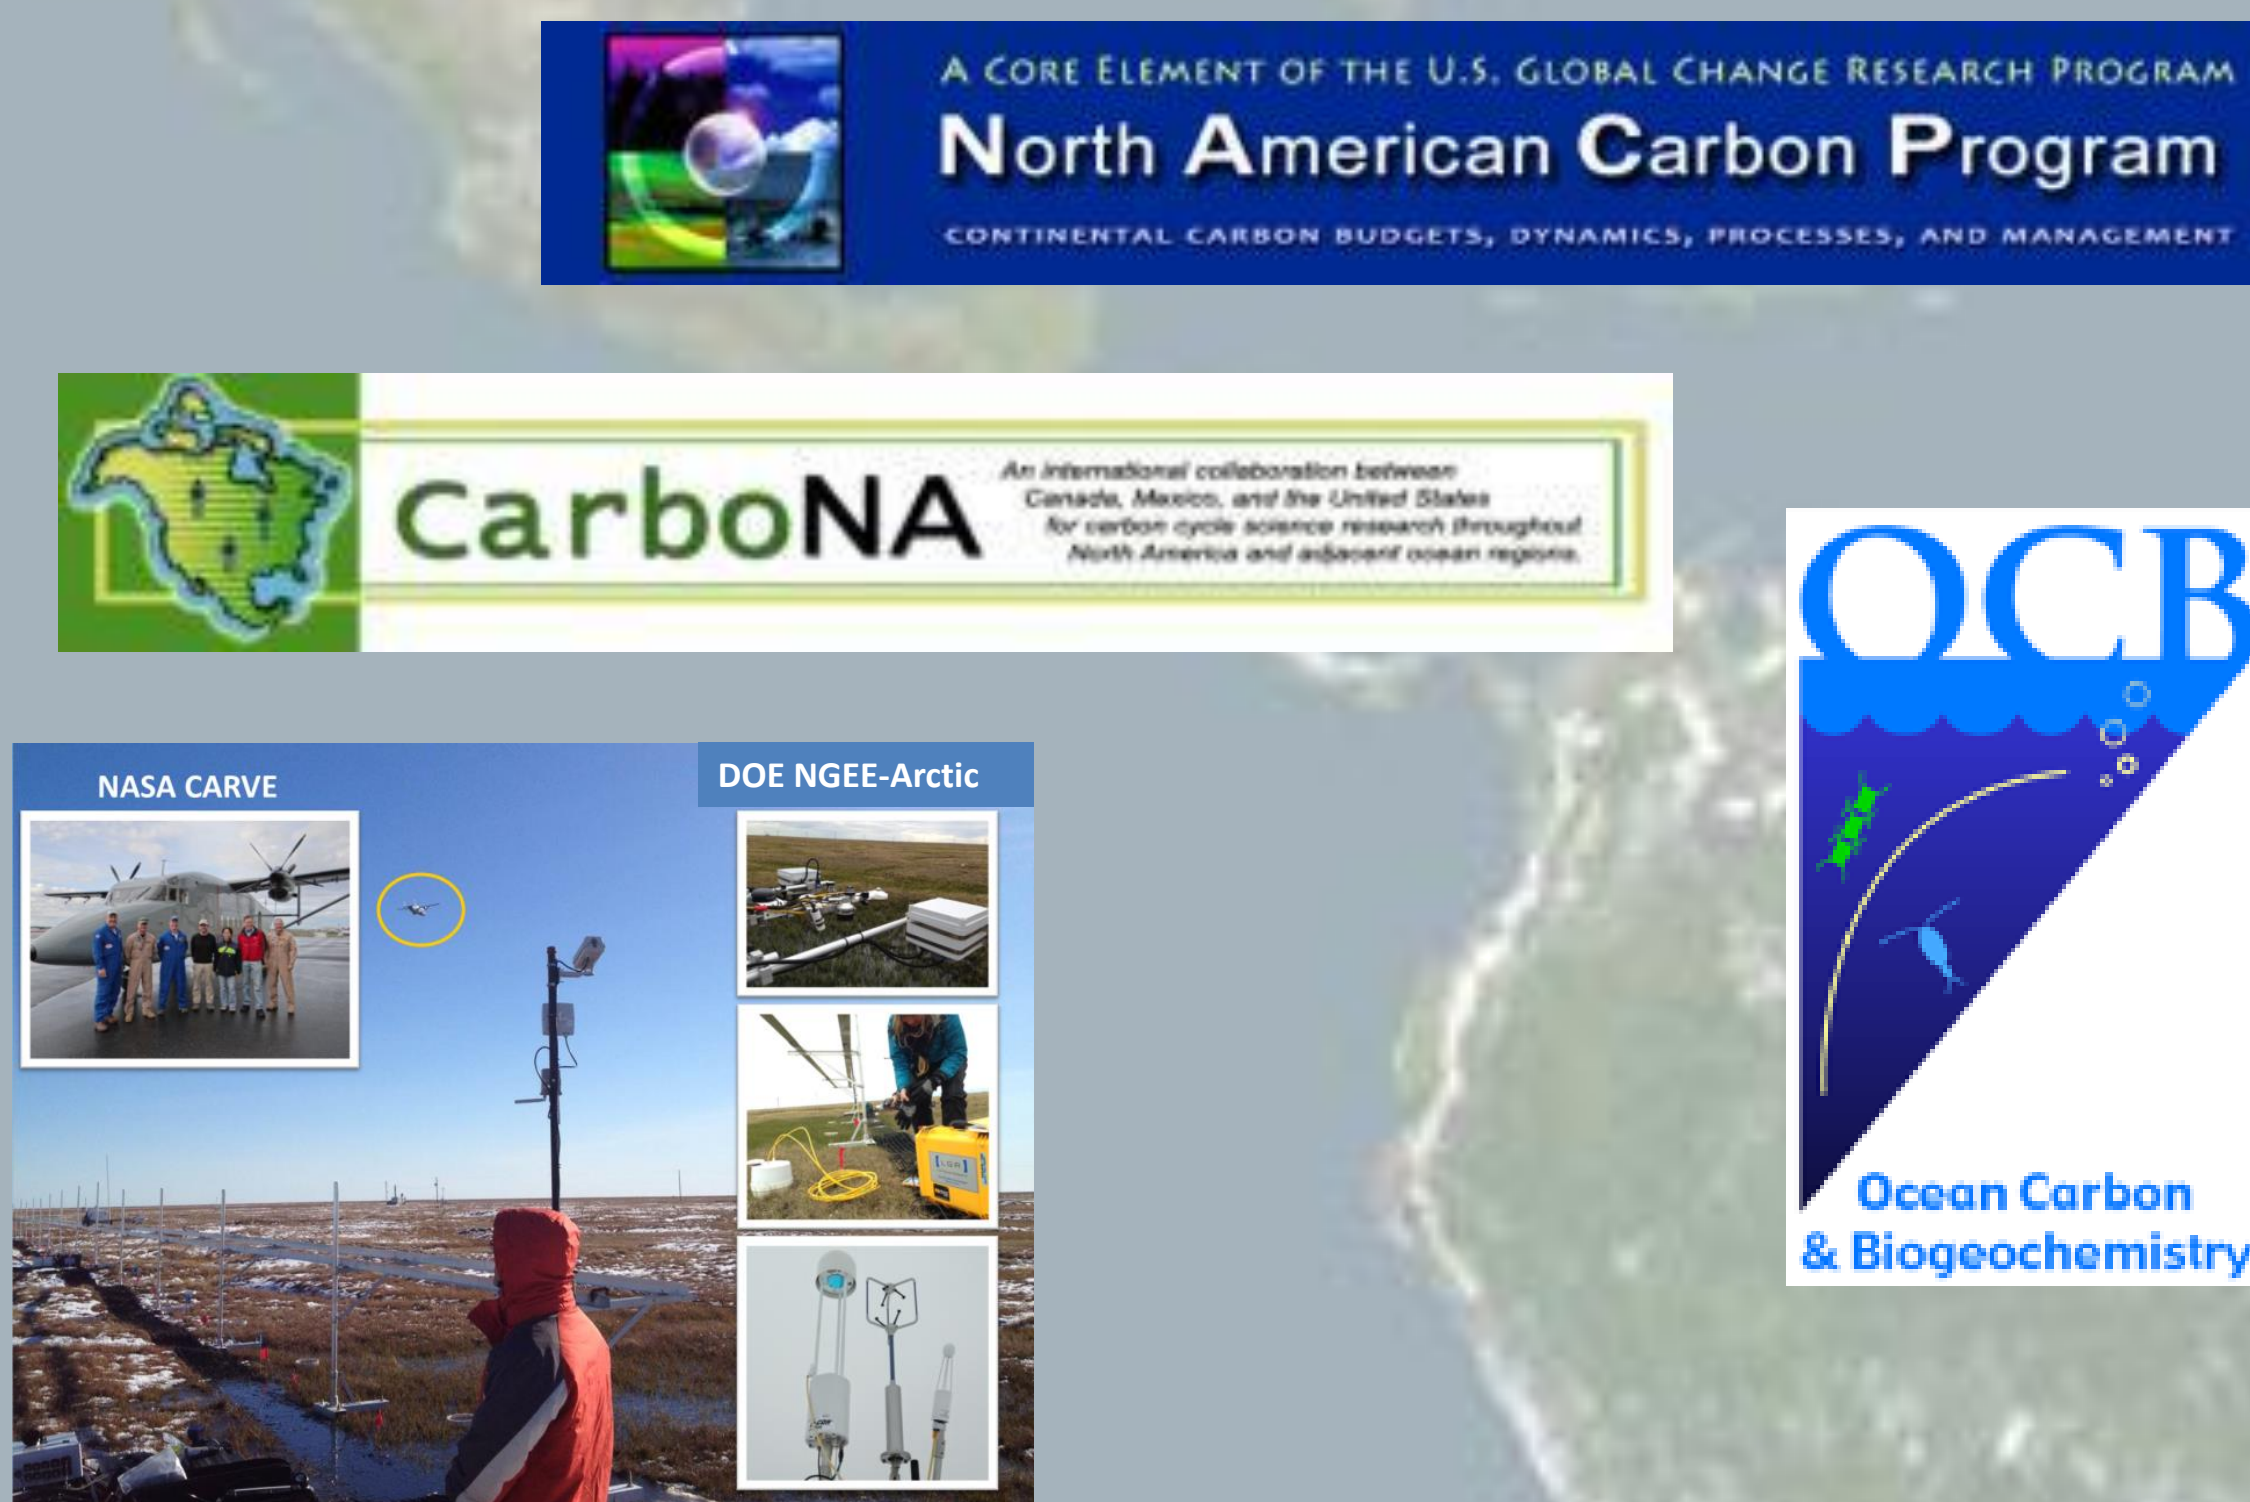 A CORE ELEMENT OF THE U.S. GLOBAL CHANGE RESEARCH PROGRAM
North American Carbon Program
CONTINENTAL CARBON BUDGETS, DYNAMICS, PROCESSES, AND MANAGEMENT
CarboNA
An international collaboration between
Canada, Mexico, and the United States
for carbon cycle science research throughout
North America and adjacent ocean regions.
OCB
Ocean Carbon
& Biogeochemistry
NASA CARVE
DOE NGEE-Arctic
LGR